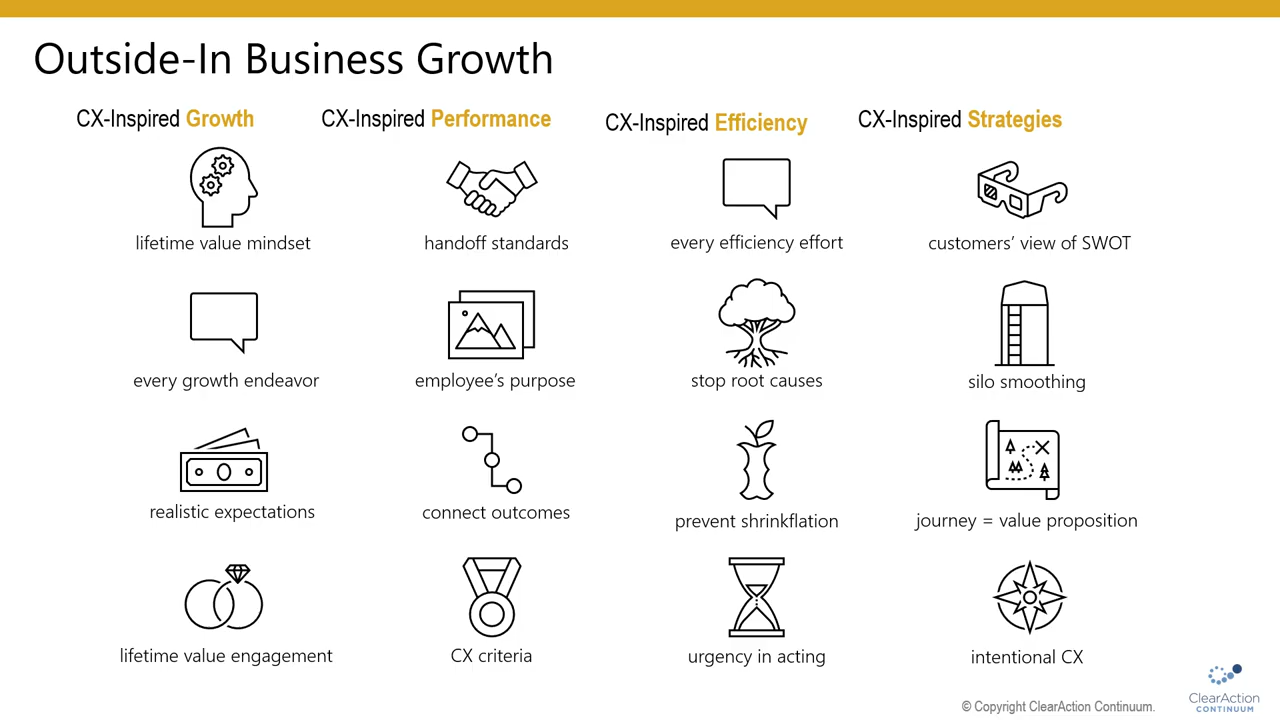 Outside-In Business Growth
CX-Inspired Growth
CX-Inspired Performance
CX-Inspired Efficiency
CX-Inspired Strategies
lifetime value mindset
handoff standards
every efficiency effort
customers’ view of SWOT
every growth endeavor
employee’s purpose
stop root causes
silo smoothing
realistic expectations
connect outcomes
prevent shrinkflation
journey = value proposition
lifetime value engagement
CX criteria
urgency in acting
intentional CX
© Copyright ClearAction Continuum.
ClearAction
CONTINUUM